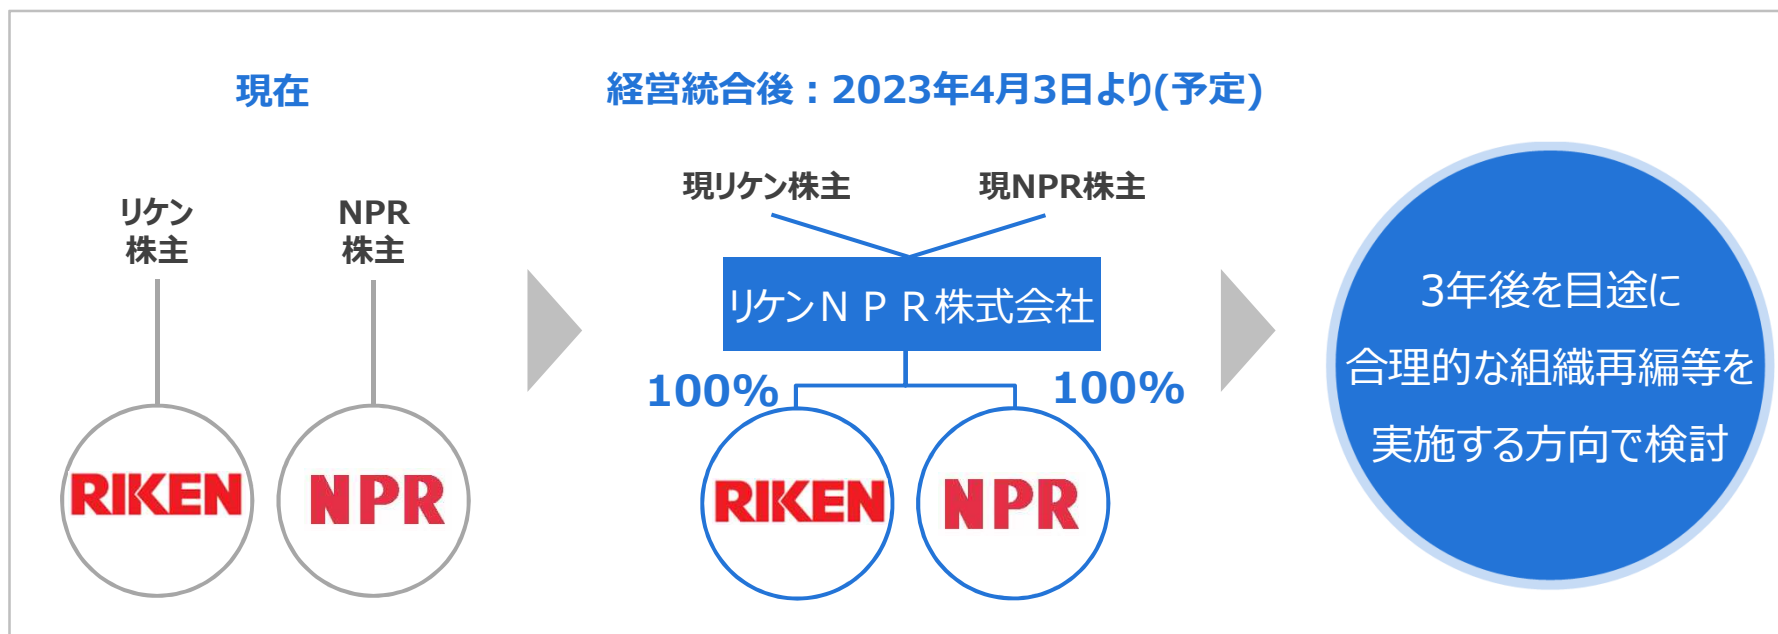 現在
リケン
株主
NPR
株主
RIKEN
NPR
経営統合後：2023年4月3日より(予定)
現リケン株主
現NPR株主
リケンＮＰＲ株式会社
100%
100%
RIKEN
NPR
3年後を目途に
合理的な組織再編等を
実施する方向で検討